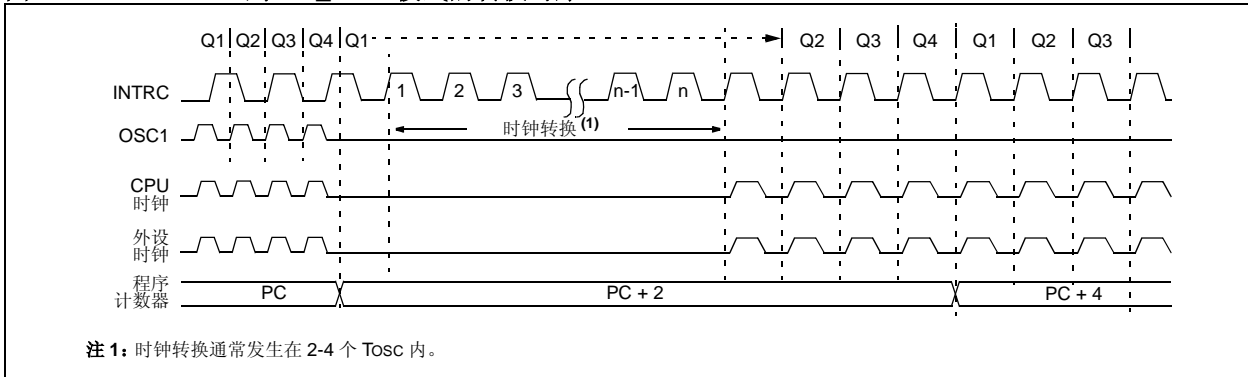 Q1 Q2 Q3 Q4 Q1 Q2 Q3 Q4 Q1 Q2 Q3
INTRC 1 2 3 n-1 n
时钟转换 (1)
OSC1
CPU
时钟
外设
时钟
程序
计数器
PC PC + 2 PC + 4
注 1: 时钟转换通常发生在 2-4 个 Tosc 内。